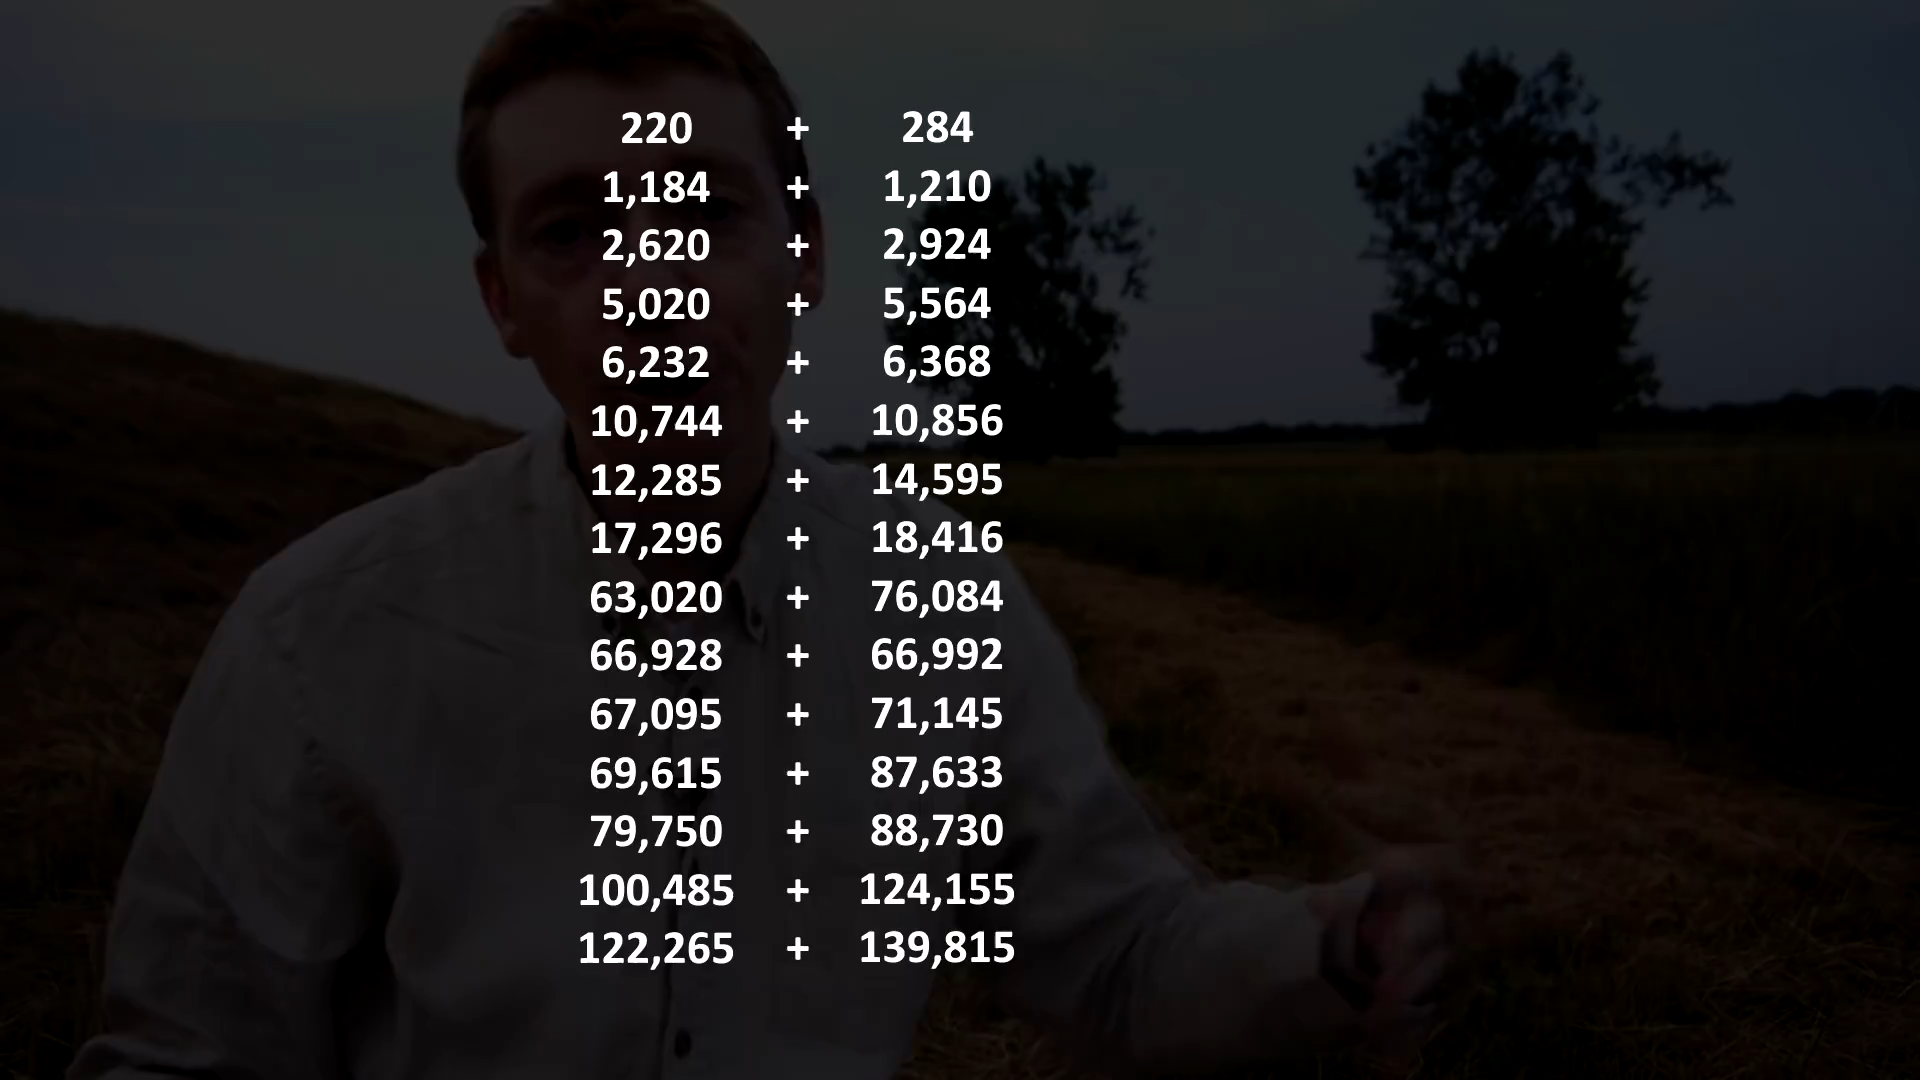 220 + 284
1,184 + 1,210
2,620 + 2,924
5,020 + 5,564
6,232 + 6,368
10,744 + 10,856
12,285 + 14,595
17,296 + 18,416
63,020 + 76,084
66,928 + 66,992
67,095 + 71,145
69,615 + 87,633
79,750 + 88,730
100,485 + 124,155
122,265 + 139,815